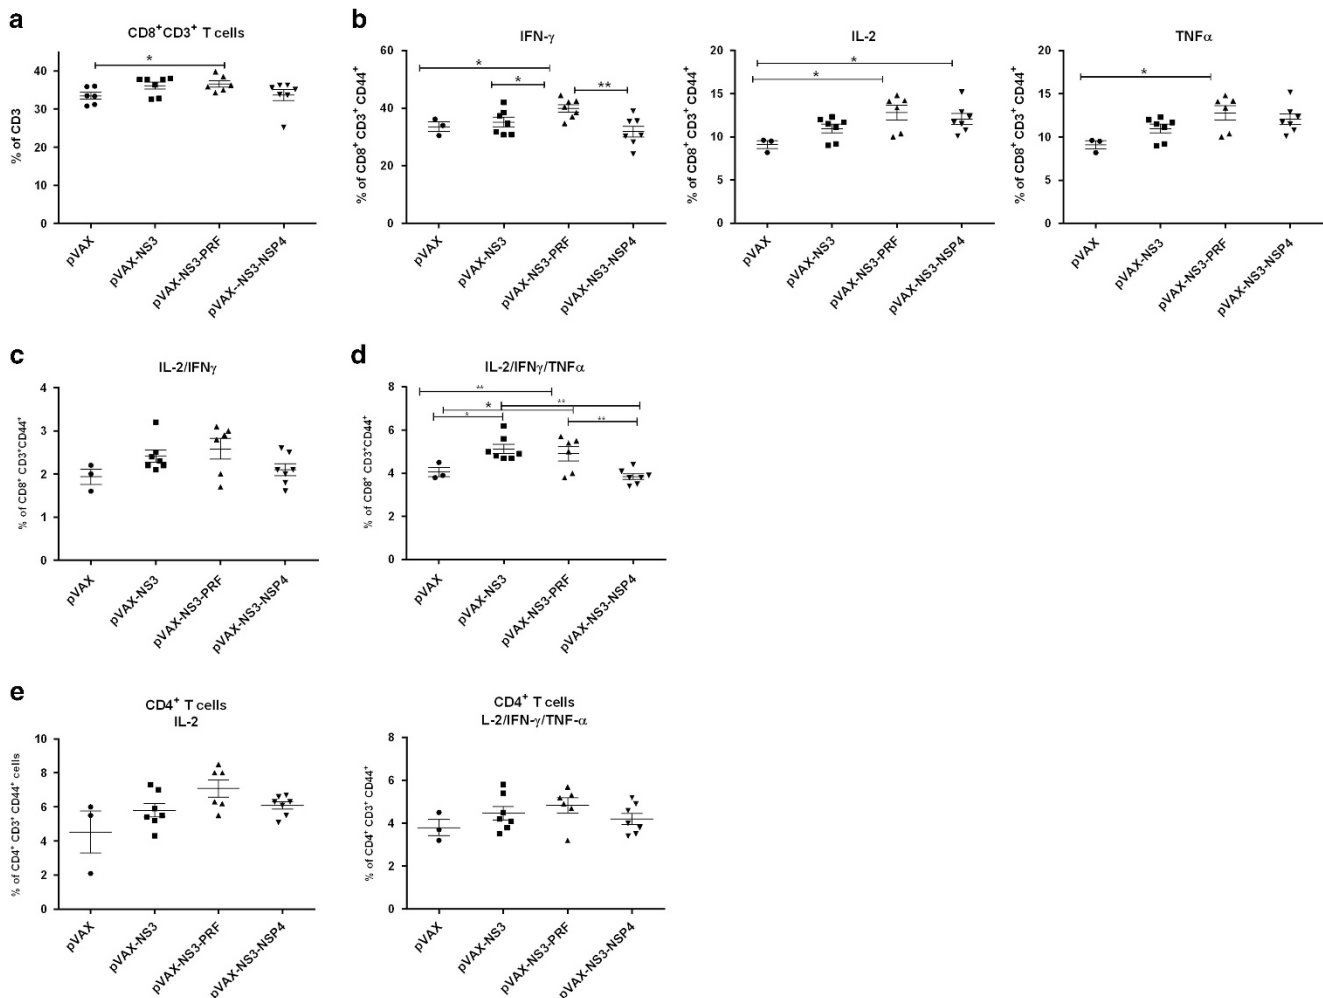 a
CD8+CD3+ T cells
% of CD3
40
30
20
10
0
*
pVAX
pVAX-NS3
pVAX-NS3-PRF
pVAX--NS3-NSP4
b
IFN-γ
% of CD8+ CD3+ CD44+
60
40
20
0
*
*
**
pVAX
pVAX-NS3
pVAX-NS3-PRF
pVAX-NS3-NSP4
IL-2
% of CD8+ CD3+ CD44+
20
15
10
5
0
*
*
pVAX
pVAX-NS3
pVAX-NS3-PRF
pVAX-NS3-NSP4
TNFα
% of CD8+ CD3+ CD44+
20
15
10
5
0
*
pVAX
pVAX-NS3
pVAX-NS3-PRF
pVAX-NS3-NSP4
c
IL-2/IFNγ
% of CD8+ CD3+CD44+
4
3
2
1
0
pVAX
pVAX-NS3
pVAX-NS3-PRF
pVAX-NS3-NSP4
d
IL-2/IFNγ/TNFα
% of CD8+ CD3+CD44+
8
6
4
2
0
**
**
*
*
**
pVAX
pVAX-NS3
pVAX-NS3-PRF
pVAX-NS3-NSP4
e
CD4+ T cells
IL-2
% of CD4+ CD3+ CD44+ cells
10
8
6
4
2
0
pVAX
pVAX-NS3
pVAX-NS3-PRF
pVAX-NS3-NSP4
CD4+ T cells
L-2/IFN-γ/TNF-α
% of CD4+ CD3+ CD44+
8
6
4
2
0
pVAX
pVAX-NS3
pVAX-NS3-PRF
pVAX-NS3-NSP4